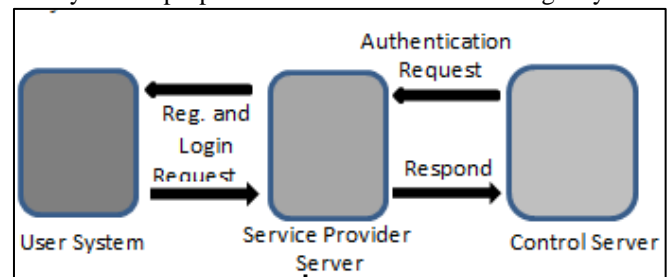 Authentication
Request
Reg. and
Login
Request
Respond
User System
Service Provider
Server
Control Server